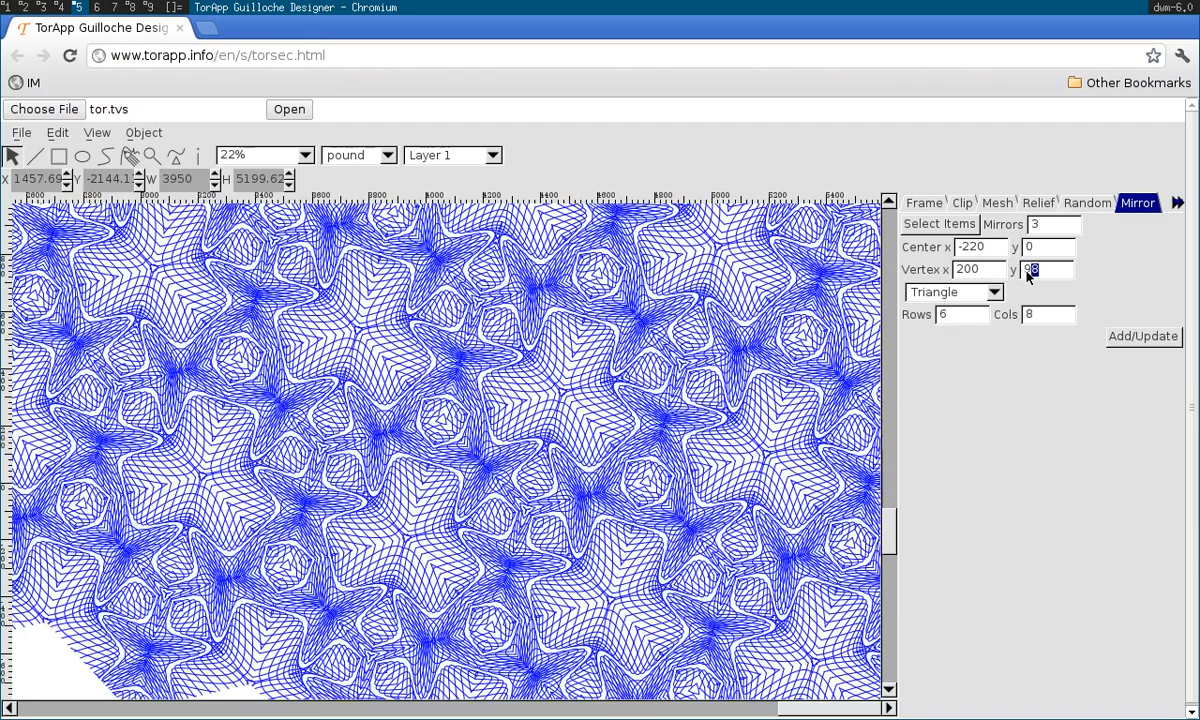 1 2 3 4 5 6 7 8 9 []= TorApp Guilloche Designer - Chromium dwm-6.0
TorApp Guilloche Desig
www.torapp.info/en/s/torsec.html
IM Other Bookmarks
Choose File tor.tvs Open
File Edit View Object
22% pound Layer 1
X 1457.69 Y -2144.1 W 3950 H 5199.62
Frame Clip Mesh Relief Random Mirror
Select Items Mirrors 3
Center x -220 y 0
Vertex x 200 y 98
Triangle
Rows 6 Cols 8
Add/Update